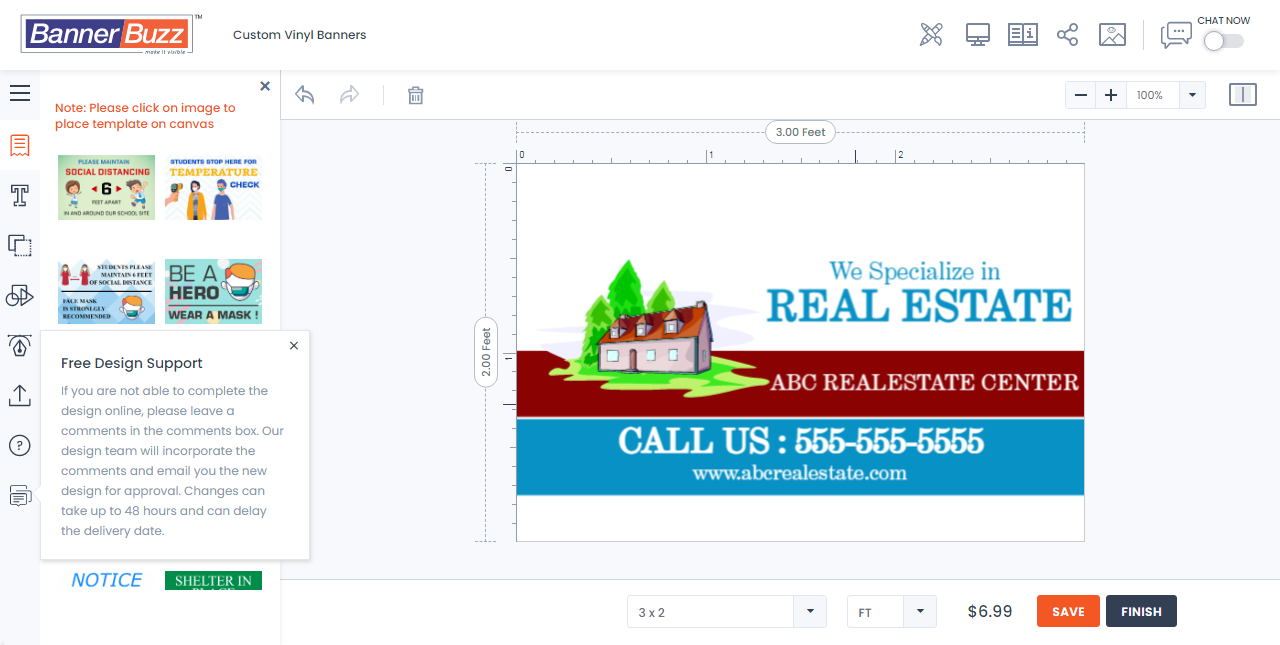 BannerBuzz™
make it visible
Custom Vinyl Banners
CHAT NOW
Note: Please click on image to
place template on canvas
PLEASE MAINTAIN
SOCIAL DISTANCING
6
FEET APART
IN AND AROUND OUR SCHOOL SITE
STUDENTS STOP HERE FOR
TEMPERATURE
CHECK
STUDENTS PLEASE
MAINTAIN 6 FEET
OF SOCIAL DISTANCE
FACE MASK
IS STRONLGLY
RECOMMENDED
BE A
HERO
WEAR A MASK !
Free Design Support
If you are not able to complete the
design online, please leave a
comments in the comments box. Our
design team will incorporate the
comments and email you the new
design for approval. Changes can
take up to 48 hours and can delay
the delivery date.
NOTICE
SHELTER IN
PLACE
100%
3.00 Feet
0
1
2
0
1
2.00 Feet
We Specialize in
REAL ESTATE
ABC REALESTATE CENTER
CALL US : 555-555-5555
www.abcrealestate.com
3 x 2
FT
$6.99
SAVE
FINISH